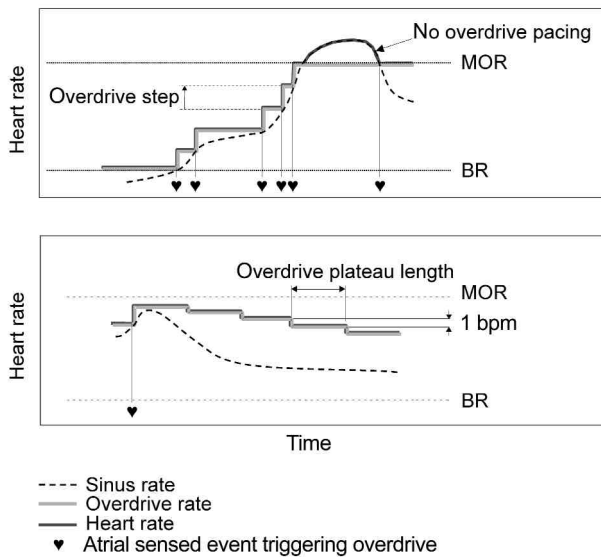 Heart rate
No overdrive pacing
MOR
Overdrive step
BR
♥ ♥ ♥ ♥ ♥ ♥
Heart rate
Overdrive plateau length
MOR
1 bpm
BR
♥
Time
Sinus rate
Overdrive rate
Heart rate
♥ Atrial sensed event triggering overdrive